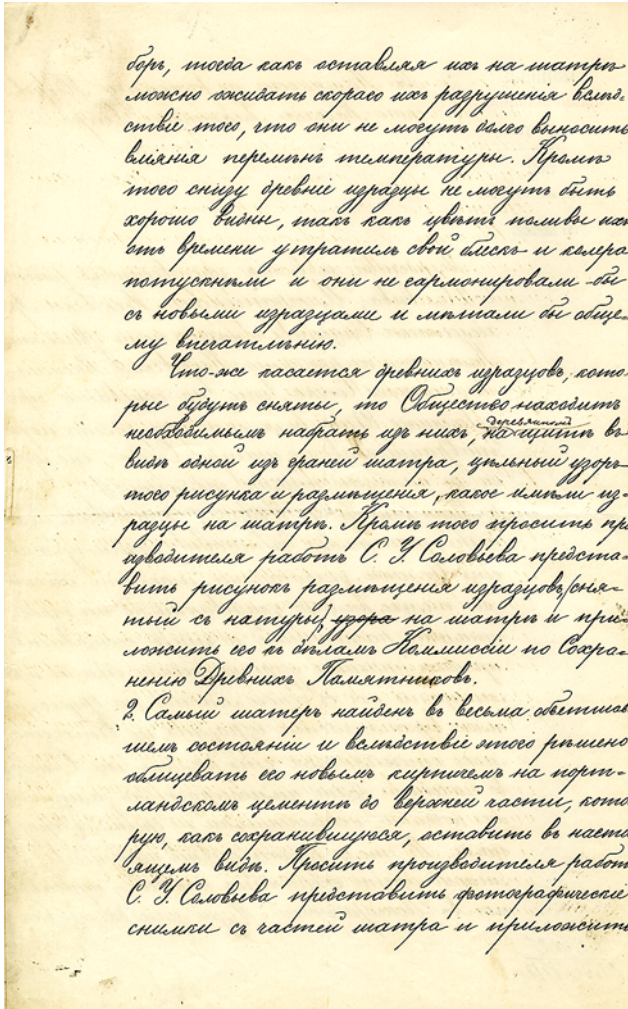 боръ, тогда какъ оставляя ихъ на шатрѣ
можно ожидать скораго ихъ разрушенія вслѣд-
ствіе того, что они не могутъ долго выносить
вліянія перемѣнъ температуры. Кромѣ
того снизу древніе изразцы не могутъ быть
хорошо видны, такъ какъ цвѣтъ поливы ихъ
отъ времени утратилъ свой блескъ и колера
потускнѣли и они не гармонировали-бы
съ новыми изразцами и мѣшали бы обще-
му впечатлѣнію.
Что-же касается древнихъ изразцовъ, кото-
рые будутъ сняты, то Общество находитъ
необходимымъ набрать изъ нихъ, на деревянный щитъ въ
видѣ одной изъ граней шатра, цѣльный узоръ
того рисунка и размѣщенія, какое имѣли из-
разцы на шатрѣ. Кромѣ того просить про
изводителя работъ С. У. Соловьева предста-
вить рисунокъ размѣщенія изразцовъ (сня-
тый съ натуры) узора на шатрѣ и при-
ложить его къ дѣламъ Коммиссіи по Сохра-
ненію Древнихъ Памятниковъ.
2. Самый шатеръ найденъ въ весьма обветшав
шемъ состояніи и вслѣдствіе этого рѣшено
облицевать его новымъ кирпичемъ на порт-
ландскомъ цементѣ до верхней части, кото
рую, какъ сохранившуюся, оставить въ насто
ящемъ видѣ. Просить производителя работъ
С. У. Соловьева представить фотографическіе
снимки съ частей шатра и приложить